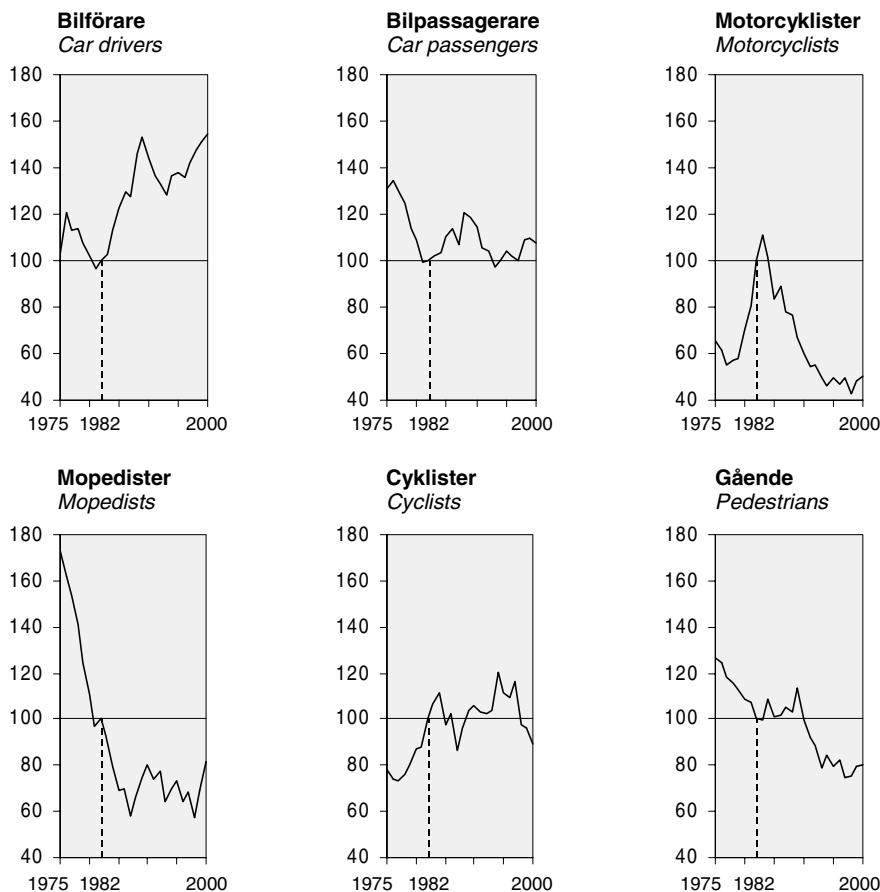 Bilförare
Car drivers
180
160
140
120
100
80
60
40
1975 1982 2000
Bilpassagerare
Car passengers
180
160
140
120
100
80
60
40
1975 1982 2000
Motorcyklister
Motorcyclists
180
160
140
120
100
80
60
40
1975 1982 2000
Mopedister
Mopedists
180
160
140
120
100
80
60
40
1975 1982 2000
Cyklister
Cyclists
180
160
140
120
100
80
60
40
1975 1982 2000
Gående
Pedestrians
180
160
140
120
100
80
60
40
1975 1982 2000